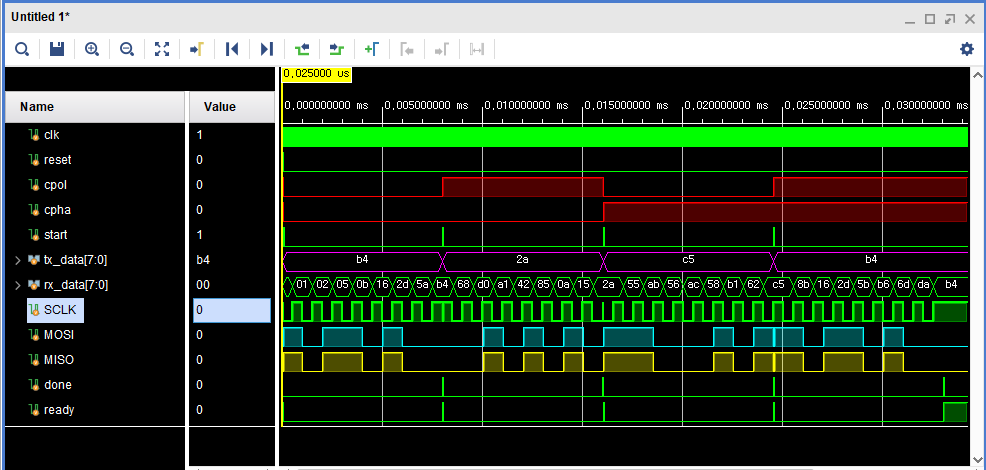 Untitled 1*
0,025000 us
Name Value
0,000000000 ms 0,005000000 ms 0,010000000 ms 0,015000000 ms 0,020000000 ms 0,025000000 ms 0,030000000 ms
clk 1
reset 0
cpol 0
cpha 0
start 1
tx_data[7:0] b4 b4 2a c5 b4
rx_data[7:0] 00 01 02 05 0b 16 2d 5a b4 68 d0 a1 42 85 0a 15 2a 55 ab 56 ac 58 b1 62 c5 8b 16 2d 5b b6 6d da b4
SCLK 0
MOSI 0
MISO 0
done 0
ready 0